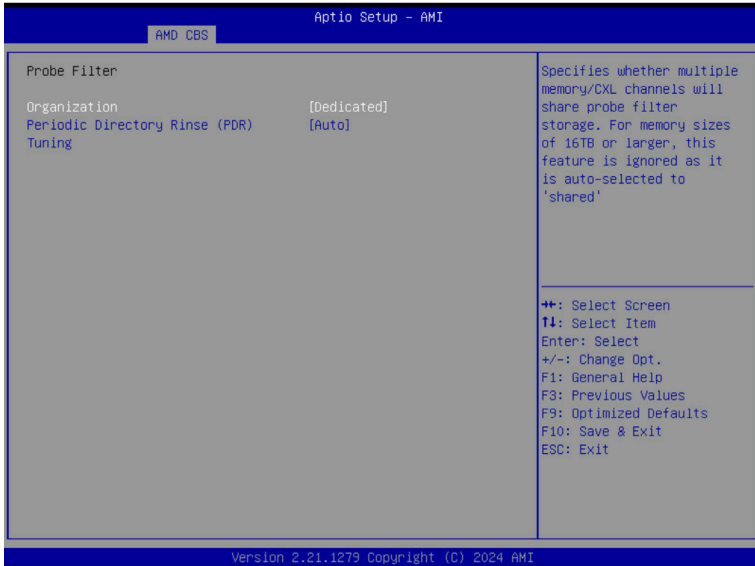 Aptio Setup – AMI
AMD CBS
Probe Filter
Organization [Dedicated]
Periodic Directory Rinse (PDR) [Auto]
Tuning
Specifies whether multiple
memory/CXL channels will
share probe filter
storage. For memory sizes
of 16TB or larger, this
feature is ignored as it
is auto-selected to
'shared'
→←: Select Screen
↑↓: Select Item
Enter: Select
+/-: Change Opt.
F1: General Help
F3: Previous Values
F9: Optimized Defaults
F10: Save & Exit
ESC: Exit
Version 2.21.1279 Copyright (C) 2024 AMI